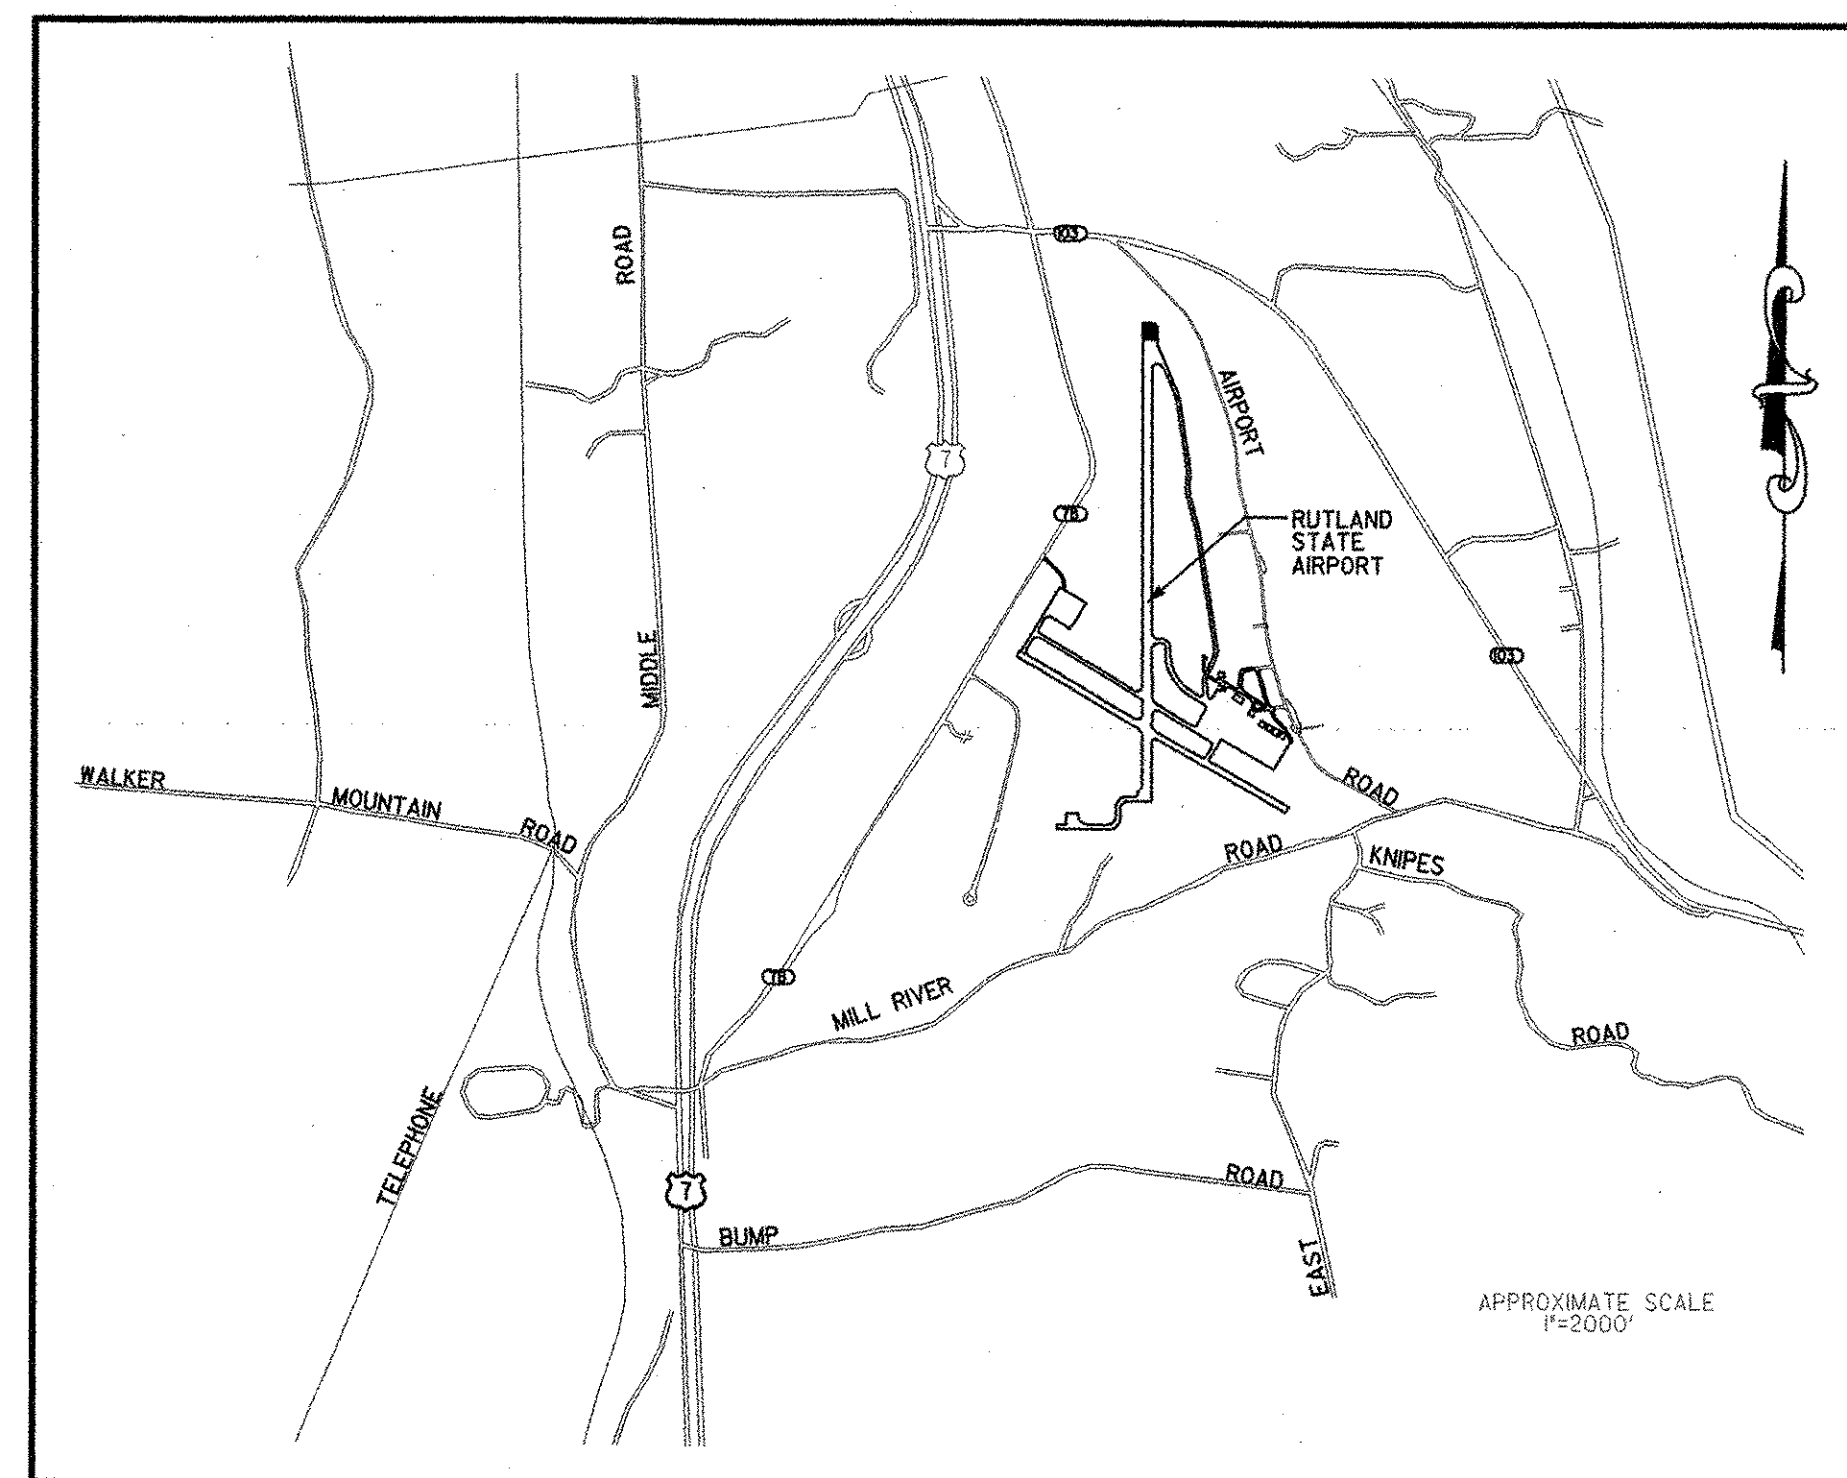 103
ROAD
AIRPORT
7
7B
RUTLAND
STATE
AIRPORT
MIDDLE
103
WALKER
MOUNTAIN
ROAD
ROAD
ROAD
KNIPES
7B
MILL RIVER
ROAD
TELEPHONE
7
ROAD
BUMP
EAST
APPROXIMATE SCALE
1"=2000'